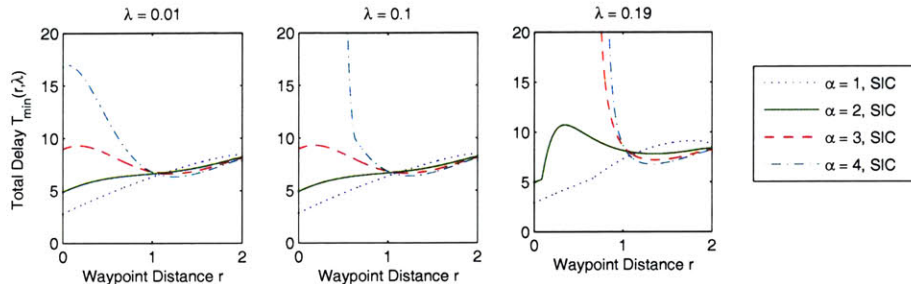 λ = 0.01
λ = 0.1
λ = 0.19
Total Delay T_min(r,λ)
20
15
10
5
0
20
15
10
5
0
20
15
10
5
0
0
1
2
0
1
2
0
1
2
Waypoint Distance r
Waypoint Distance r
Waypoint Distance r
α = 1, SIC
α = 2, SIC
α = 3, SIC
α = 4, SIC